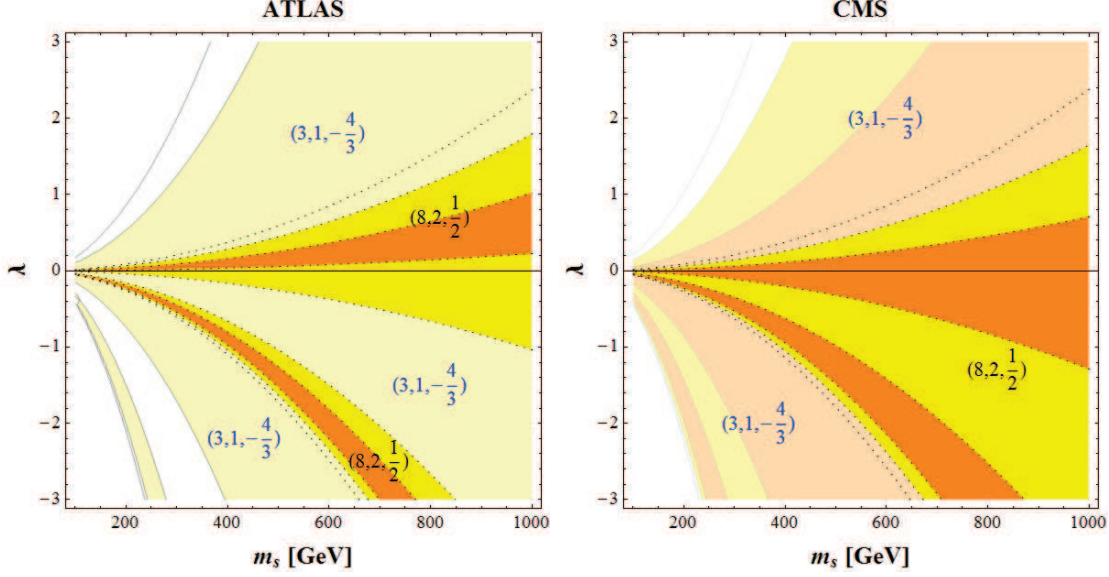 ATLAS
3
2
1
0
−1
−2
−3
λ
(3,1,−4/3)
(8,2,1/2)
(3,1,−4/3)
(3,1,−4/3)
(8,2,1/2)
200 400 600 800 1000
m_s [GeV]
CMS
3
2
1
0
−1
−2
−3
λ
(3,1,−4/3)
(8,2,1/2)
(3,1,−4/3)
200 400 600 800 1000
m_s [GeV]